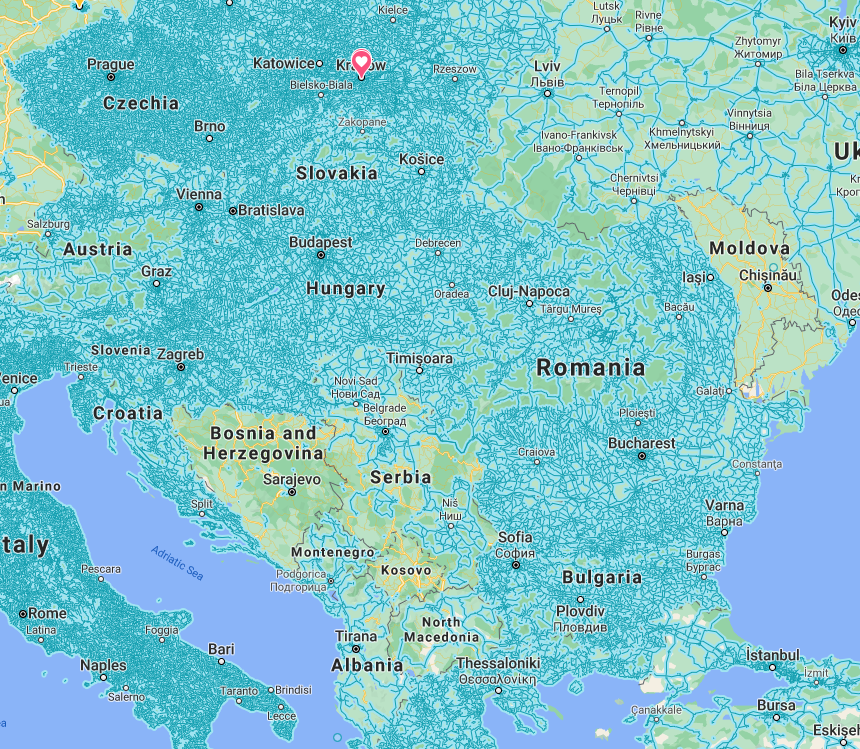 Kielce
Lutsk
Луцьк
Rivne
Рівне
Kyiv
Київ
Prague
Katowice
Kraków
Rzeszow
Zhytomyr
Житомир
Lviv
Львів
Bielsko-Biala
Bila Tserkva
Біла Церква
Czechia
Ternopil
Тернопіль
Brno
Zakopane
Vinnytsia
Вінниця
Khmelnytskyi
Хмельницький
Ivano-Frankivsk
Івано-Франківськ
Uk
Slovakia
Košice
Chernivtsi
Чернівці
Vienna
Bratislava
Salzburg
Austria
Budapest
Debrecen
Moldova
Graz
Iași
Chișinău
Hungary
Oradea
Cluj-Napoca
Târgu Mureș
Bacău
Odes
Одес
Slovenia
Zagreb
Timișoara
Romania
Trieste
Venice
Novi Sad
Нови Сад
Galați
Croatia
Belgrade
Београд
Ploiești
Bosnia and
Herzegovina
Bucharest
Craiova
Constanța
Sarajevo
Serbia
n Marino
Split
Niš
Ниш
Varna
Варна
Sofia
София
taly
Adriatic Sea
Montenegro
Burgas
Бургас
Pescara
Podgorica
Подгорица
Kosovo
Bulgaria
Rome
Latina
Foggia
North
Macedonia
Plovdiv
Пловдив
Tirana
Bari
Albania
İstanbul
Naples
Thessaloniki
Θεσσαλονίκη
İzmit
Salerno
Taranto
Brindisi
Lecce
Çanakkale
Bursa
Eskişeh